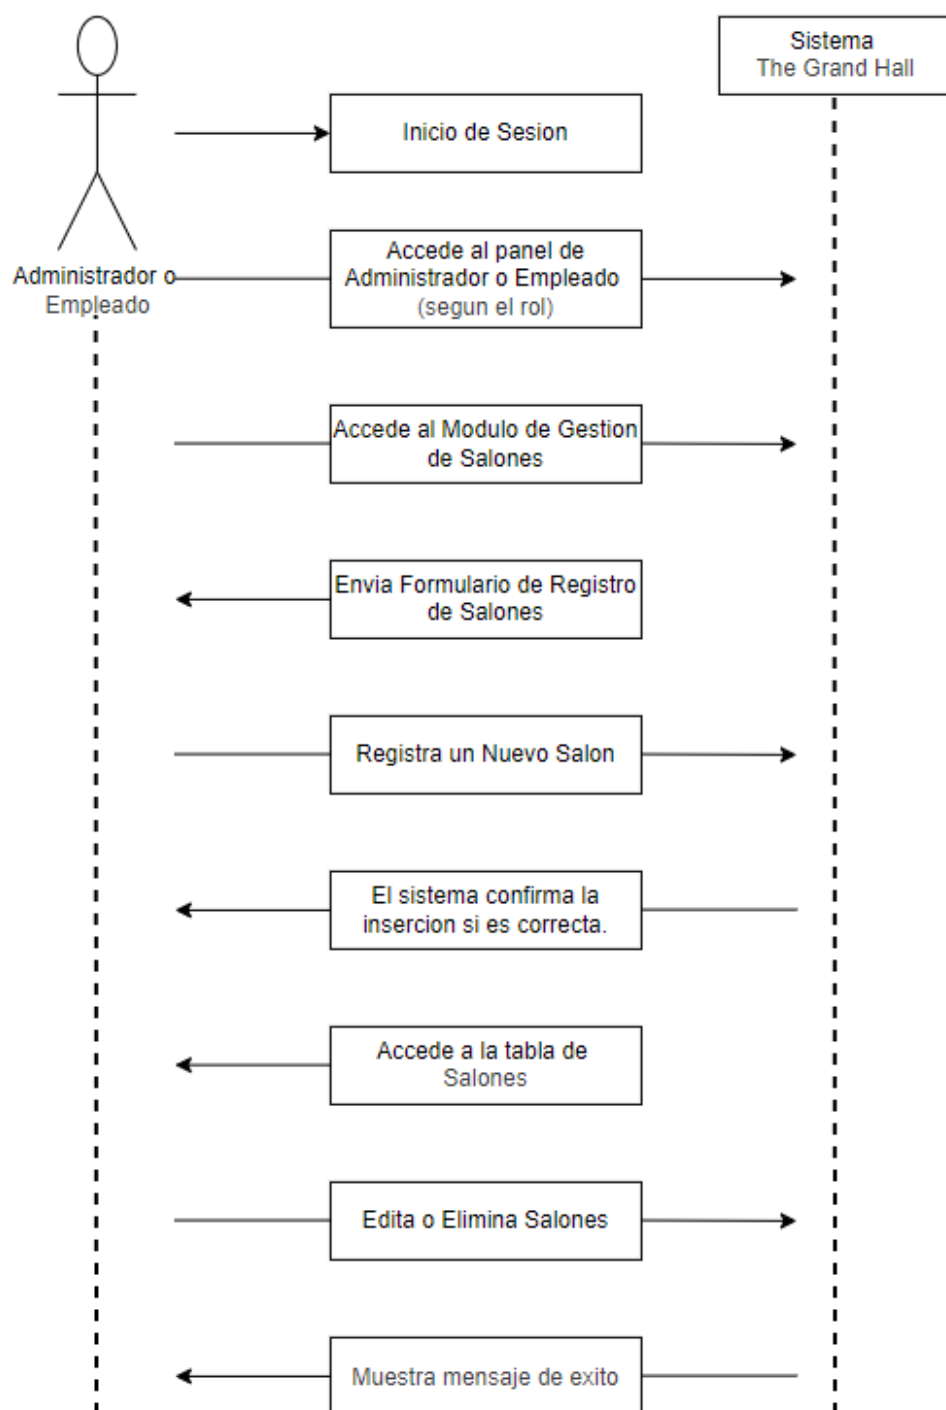 Sistema
The Grand Hall
Inicio de Sesion
Accede al panel de
Administrador o Empleado
(segun el rol)
Administrador o
Empleado
Accede al Modulo de Gestion
de Salones
Envia Formulario de Registro
de Salones
Registra un Nuevo Salon
El sistema confirma la
insercion si es correcta.
Accede a la tabla de
Salones
Edita o Elimina Salones
Muestra mensaje de exito